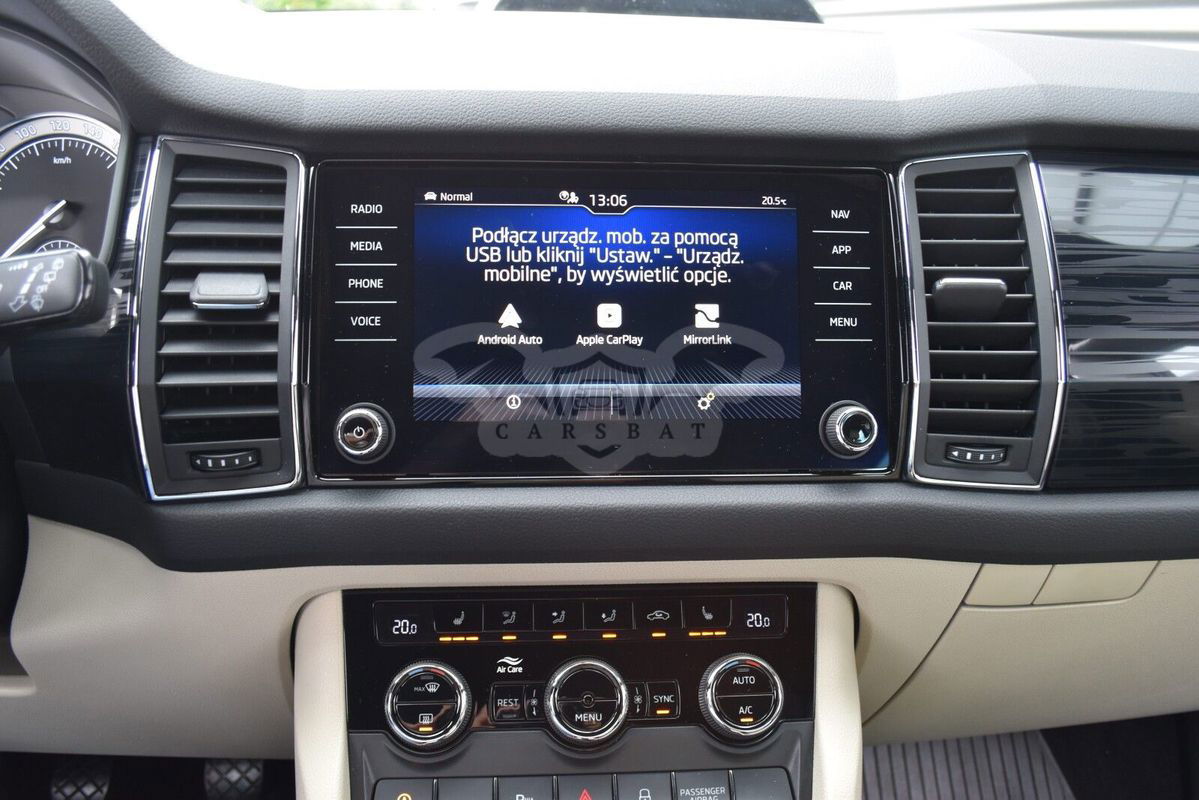 100 120 140
km/h
RADIO
MEDIA
PHONE
VOICE
Normal
13:06
20.5°C
Podłącz urządz. mob. za pomocą
USB lub kliknij "Ustaw." – "Urządz.
mobilne", by wyświetlić opcje.
Android Auto Apple CarPlay MirrorLink
CARSBAT
NAV
APP
CAR
MENU
20.0
20.0
Air Care
MAX
REST
MENU
SYNC
AUTO
A/C
PASSENGER
AIRBAG